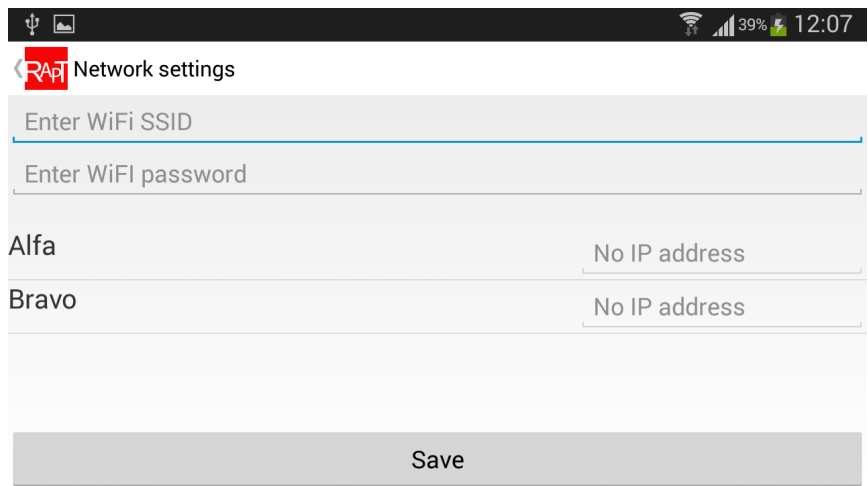 39% 12:07
RApT Network settings
Enter WiFi SSID
Enter WiFI password
Alfa No IP address
Bravo No IP address
Save